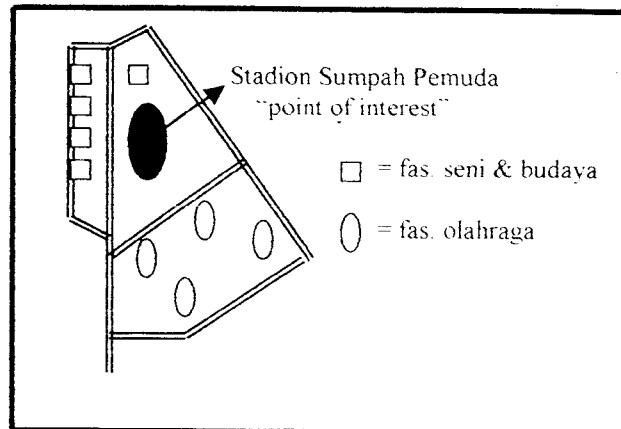 Stadion Sumpah Pemuda
"point of interest"
= fas. seni & budaya
= fas. olahraga